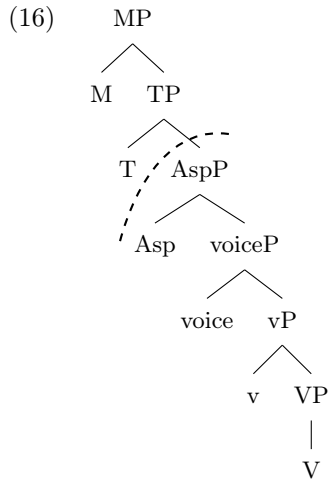 (16) MP
M TP
T AspP
Asp voiceP
voice vP
v VP
V